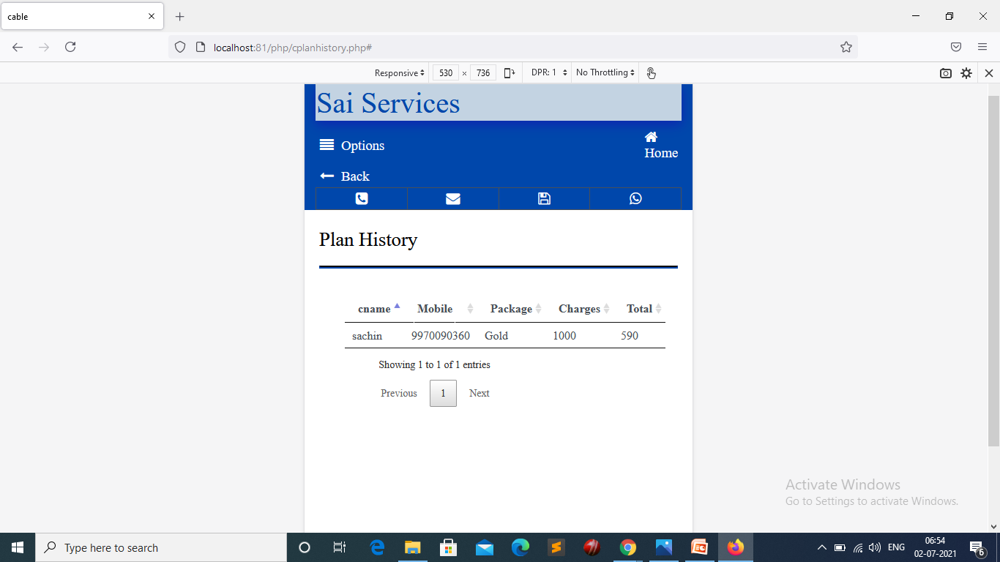 cable
localhost:81/php/cplanhistory.php#
Responsive 530 × 736 DPR: 1 No Throttling
Sai Services
Options
Home
Back
Plan History
cname Mobile Package Charges Total
sachin 9970090360 Gold 1000 590
Showing 1 to 1 of 1 entries
Previous 1 Next
Activate Windows
Go to Settings to activate Windows.
Type here to search
ENG
06:54
02-07-2021
6